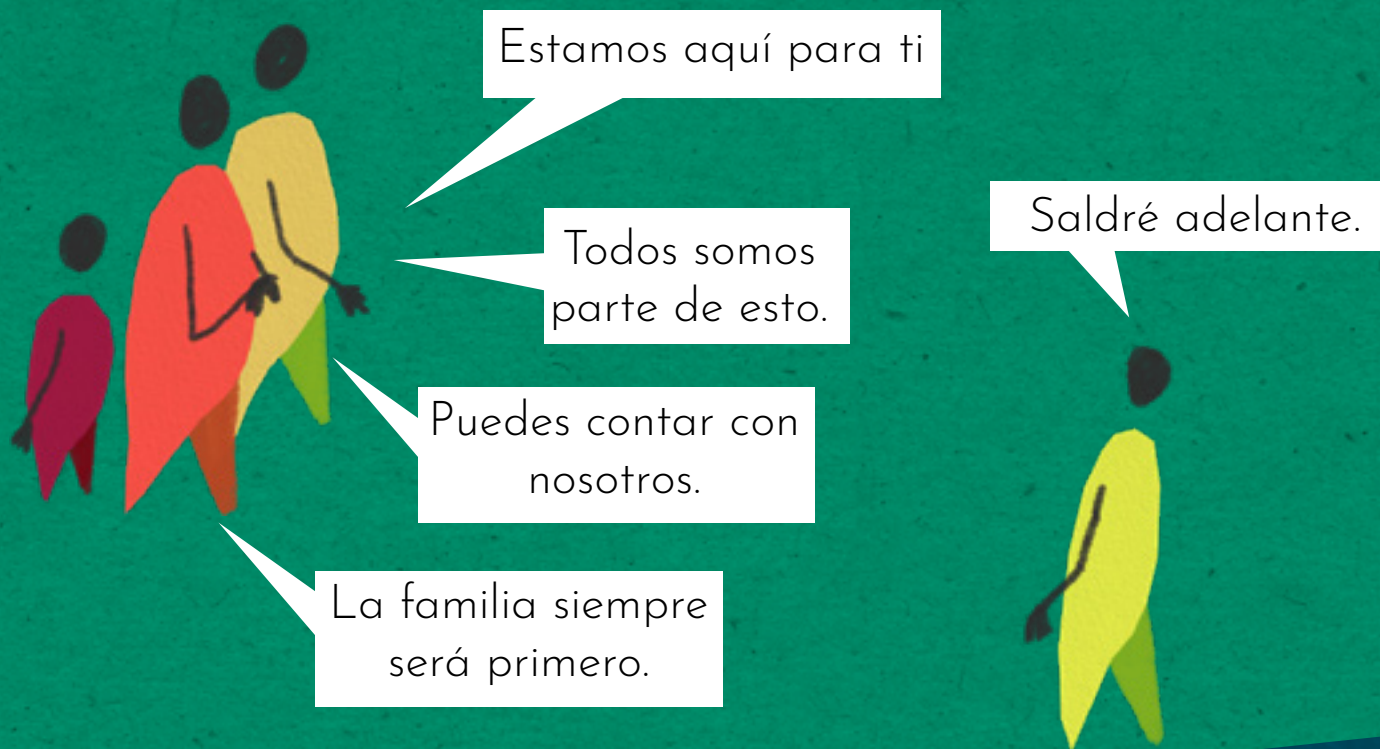 Estamos aquí para ti
Todos somos
parte de esto.
Puedes contar con
nosotros.
La familia siempre
será primero.
Saldré adelante.